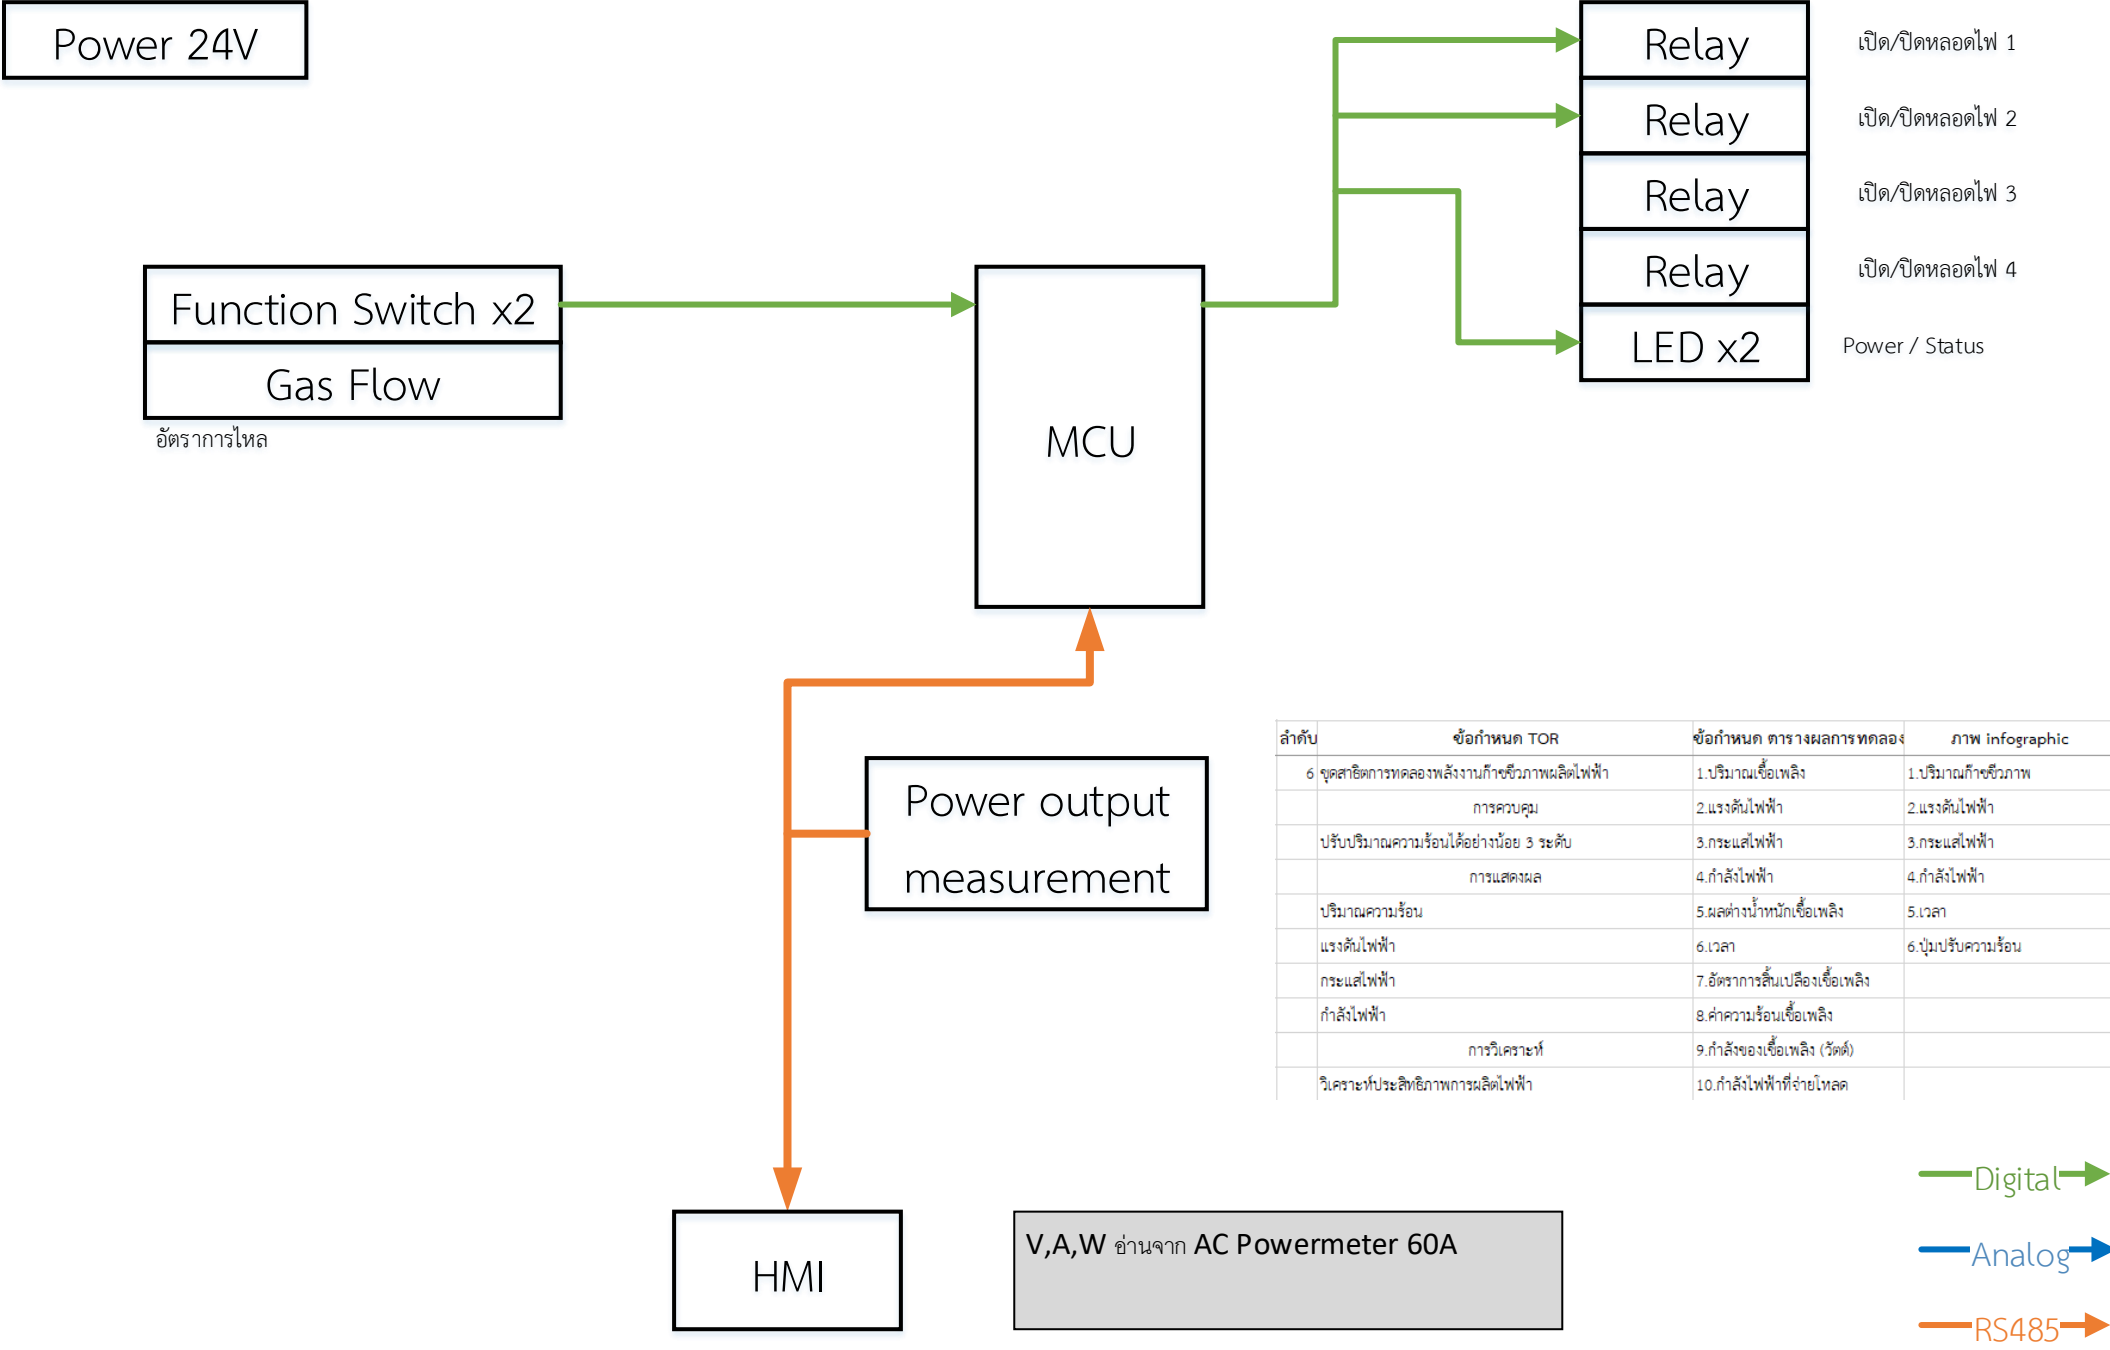 Power 24V
Relay
เปิด/ปิดหลอดไฟ 1
Relay
เปิด/ปิดหลอดไฟ 2
Relay
เปิด/ปิดหลอดไฟ 3
Relay
เปิด/ปิดหลอดไฟ 4
LED x2
Power / Status
Function Switch x2
Gas Flow
อัตราการไหล
MCU
Power output
measurement
HMI
V,A,W อ่านจาก AC Powermeter 60A
ลำดับ ข้อกำหนด TOR ข้อกำหนด ตารางผลการทดลอง ภาพ infographic
6 ชุดสาธิตการทดลองพลังงานก๊าซชีวภาพผลิตไฟฟ้า 1.ปริมาณเชื้อเพลิง 1.ปริมาณก๊าซชีวภาพ
การควบคุม 2.แรงดันไฟฟ้า 2.แรงดันไฟฟ้า
ปรับปริมาณความร้อนได้อย่างน้อย 3 ระดับ 3.กระแสไฟฟ้า 3.กระแสไฟฟ้า
การแสดงผล 4.กำลังไฟฟ้า 4.กำลังไฟฟ้า
ปริมาณความร้อน 5.ผลต่างน้ำหนักเชื้อเพลิง 5.เวลา
แรงดันไฟฟ้า 6.เวลา 6.ปุ่มปรับความร้อน
กระแสไฟฟ้า 7.อัตราการสิ้นเปลืองเชื้อเพลิง
กำลังไฟฟ้า 8.ค่าความร้อนเชื้อเพลิง
การวิเคราะห์ 9.กำลังของเชื้อเพลิง (วัตต์)
วิเคราะห์ประสิทธิภาพการผลิตไฟฟ้า 10.กำลังไฟฟ้าที่จ่ายโหลด
Digital
Analog
RS485